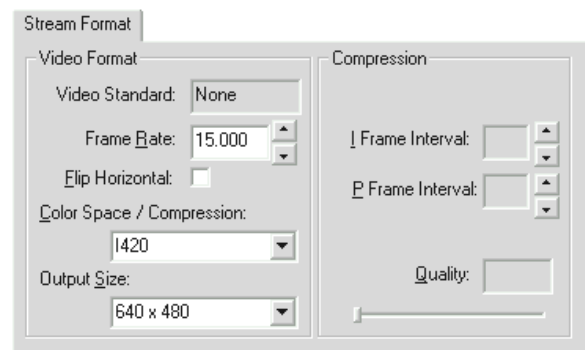 Stream Format
Video Format
Video Standard: None
Frame Rate: 15.000
Flip Horizontal:
Color Space / Compression:
I420
Output Size:
640 x 480
Compression
I Frame Interval:
P Frame Interval:
Quality: